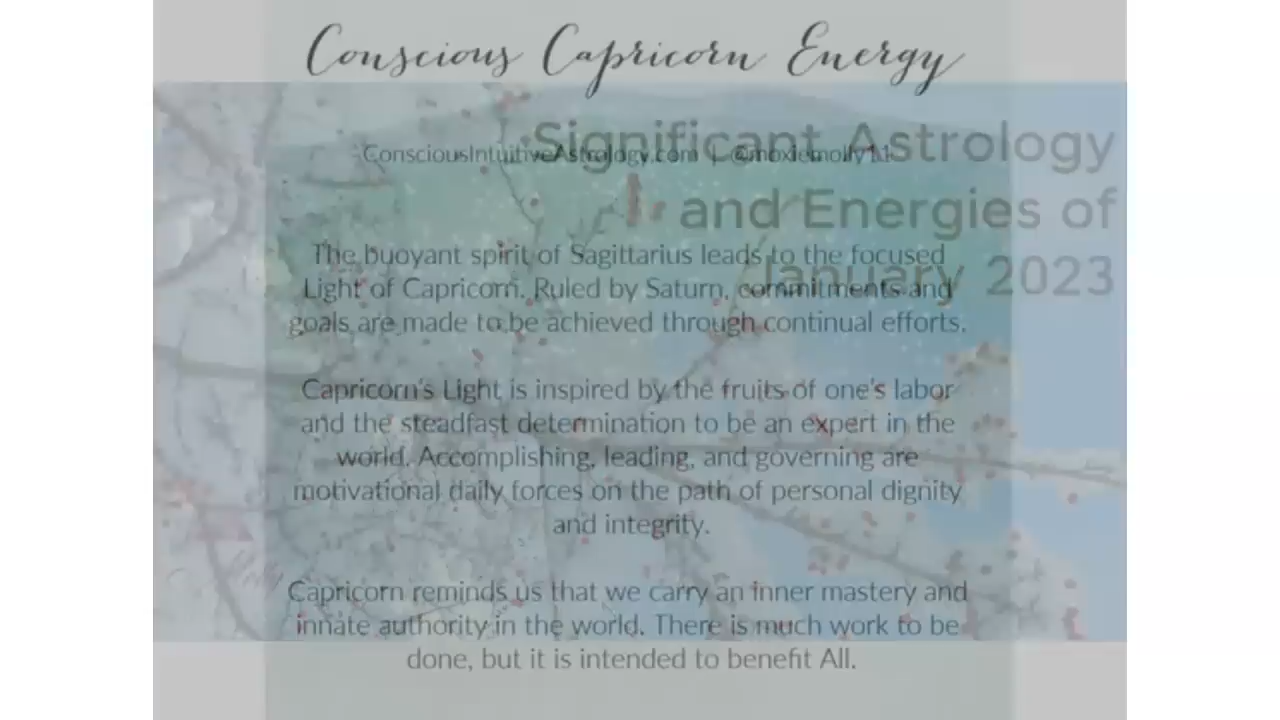 Conscious Capricorn Energy
ConsciousIntuitiveAstrology.com | @moxiemolly11
Significant Astrology
and Energies of
January 2023
The buoyant spirit of Sagittarius leads to the focused
Light of Capricorn. Ruled by Saturn, commitments and
goals are made to be achieved through continual efforts.
Capricorn's Light is inspired by the fruits of one's labor
and the steadfast determination to be an expert in the
world. Accomplishing, leading, and governing are
motivational daily forces on the path of personal dignity
and integrity.
Capricorn reminds us that we carry an inner mastery and
innate authority in the world. There is much work to be
done, but it is intended to benefit All.